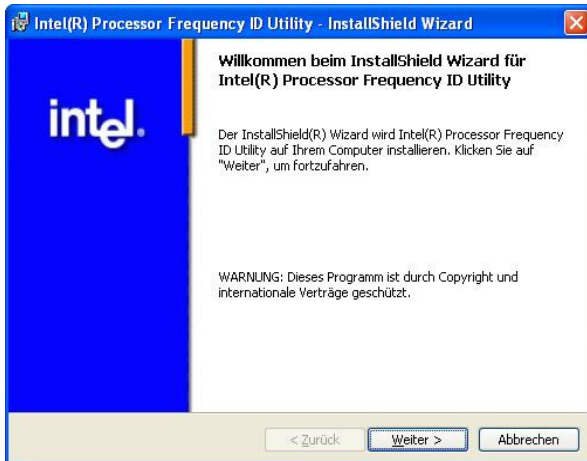 Intel(R) Processor Frequency ID Utility - InstallShield Wizard
Willkommen beim InstallShield Wizard für
Intel(R) Processor Frequency ID Utility
intel.
Der InstallShield(R) Wizard wird Intel(R) Processor Frequency
ID Utility auf Ihrem Computer installieren. Klicken Sie auf
"Weiter", um fortzufahren.
WARNUNG: Dieses Programm ist durch Copyright und
internationale Verträge geschützt.
< Zurück
Weiter >
Abbrechen